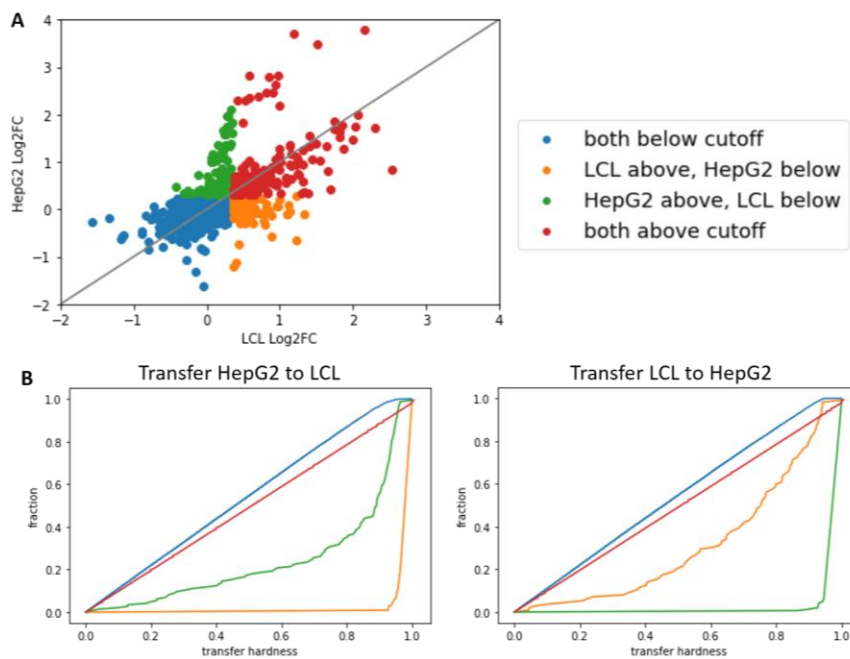 A
4
3
2
1
0
−1
−2
HepG2 Log2FC
−2
−1
0
1
2
3
4
LCL Log2FC
both below cutoff
LCL above, HepG2 below
HepG2 above, LCL below
both above cutoff
B
Transfer HepG2 to LCL
1.0
0.8
0.6
0.4
0.2
0.0
fraction
0.0
0.2
0.4
0.6
0.8
1.0
transfer hardness
Transfer LCL to HepG2
1.0
0.8
0.6
0.4
0.2
0.0
fraction
0.0
0.2
0.4
0.6
0.8
1.0
transfer hardness